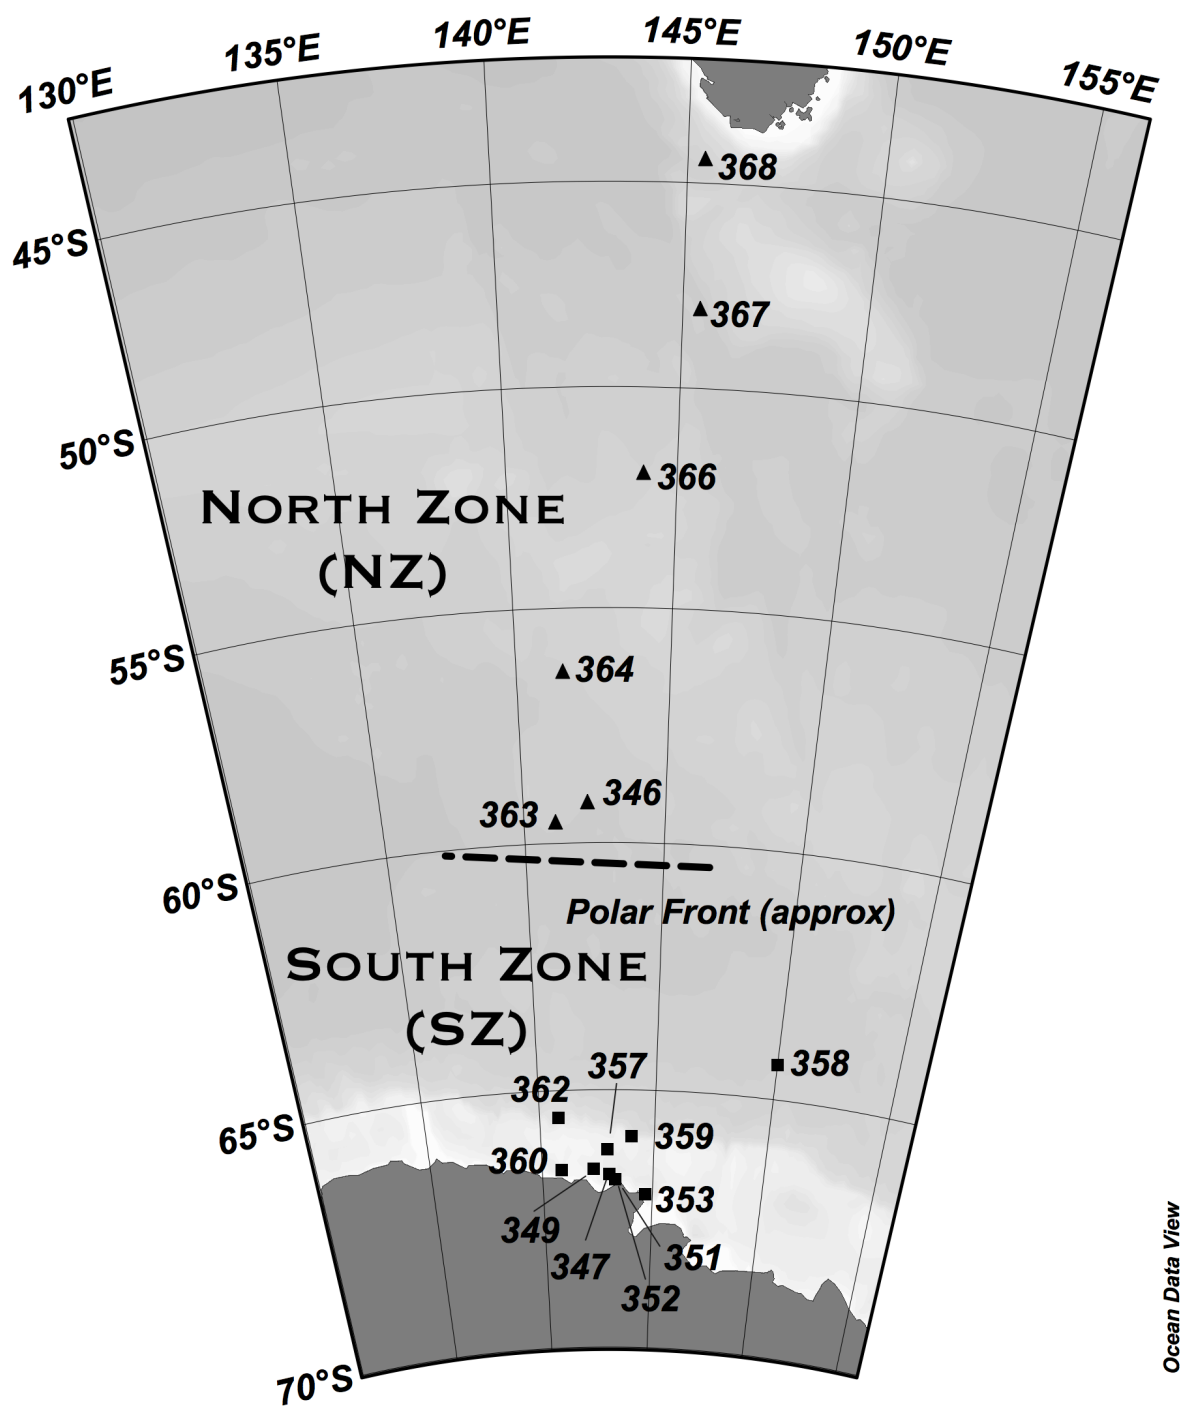 130°E
135°E
140°E
145°E
150°E
155°E
368
45°S
367
50°S
366
NORTH ZONE
(NZ)
55°S
364
346
363
60°S
Polar Front (approx)
SOUTH ZONE
(SZ)
358
357
362
65°S
359
360
353
349
351
347
352
70°S
Ocean Data View